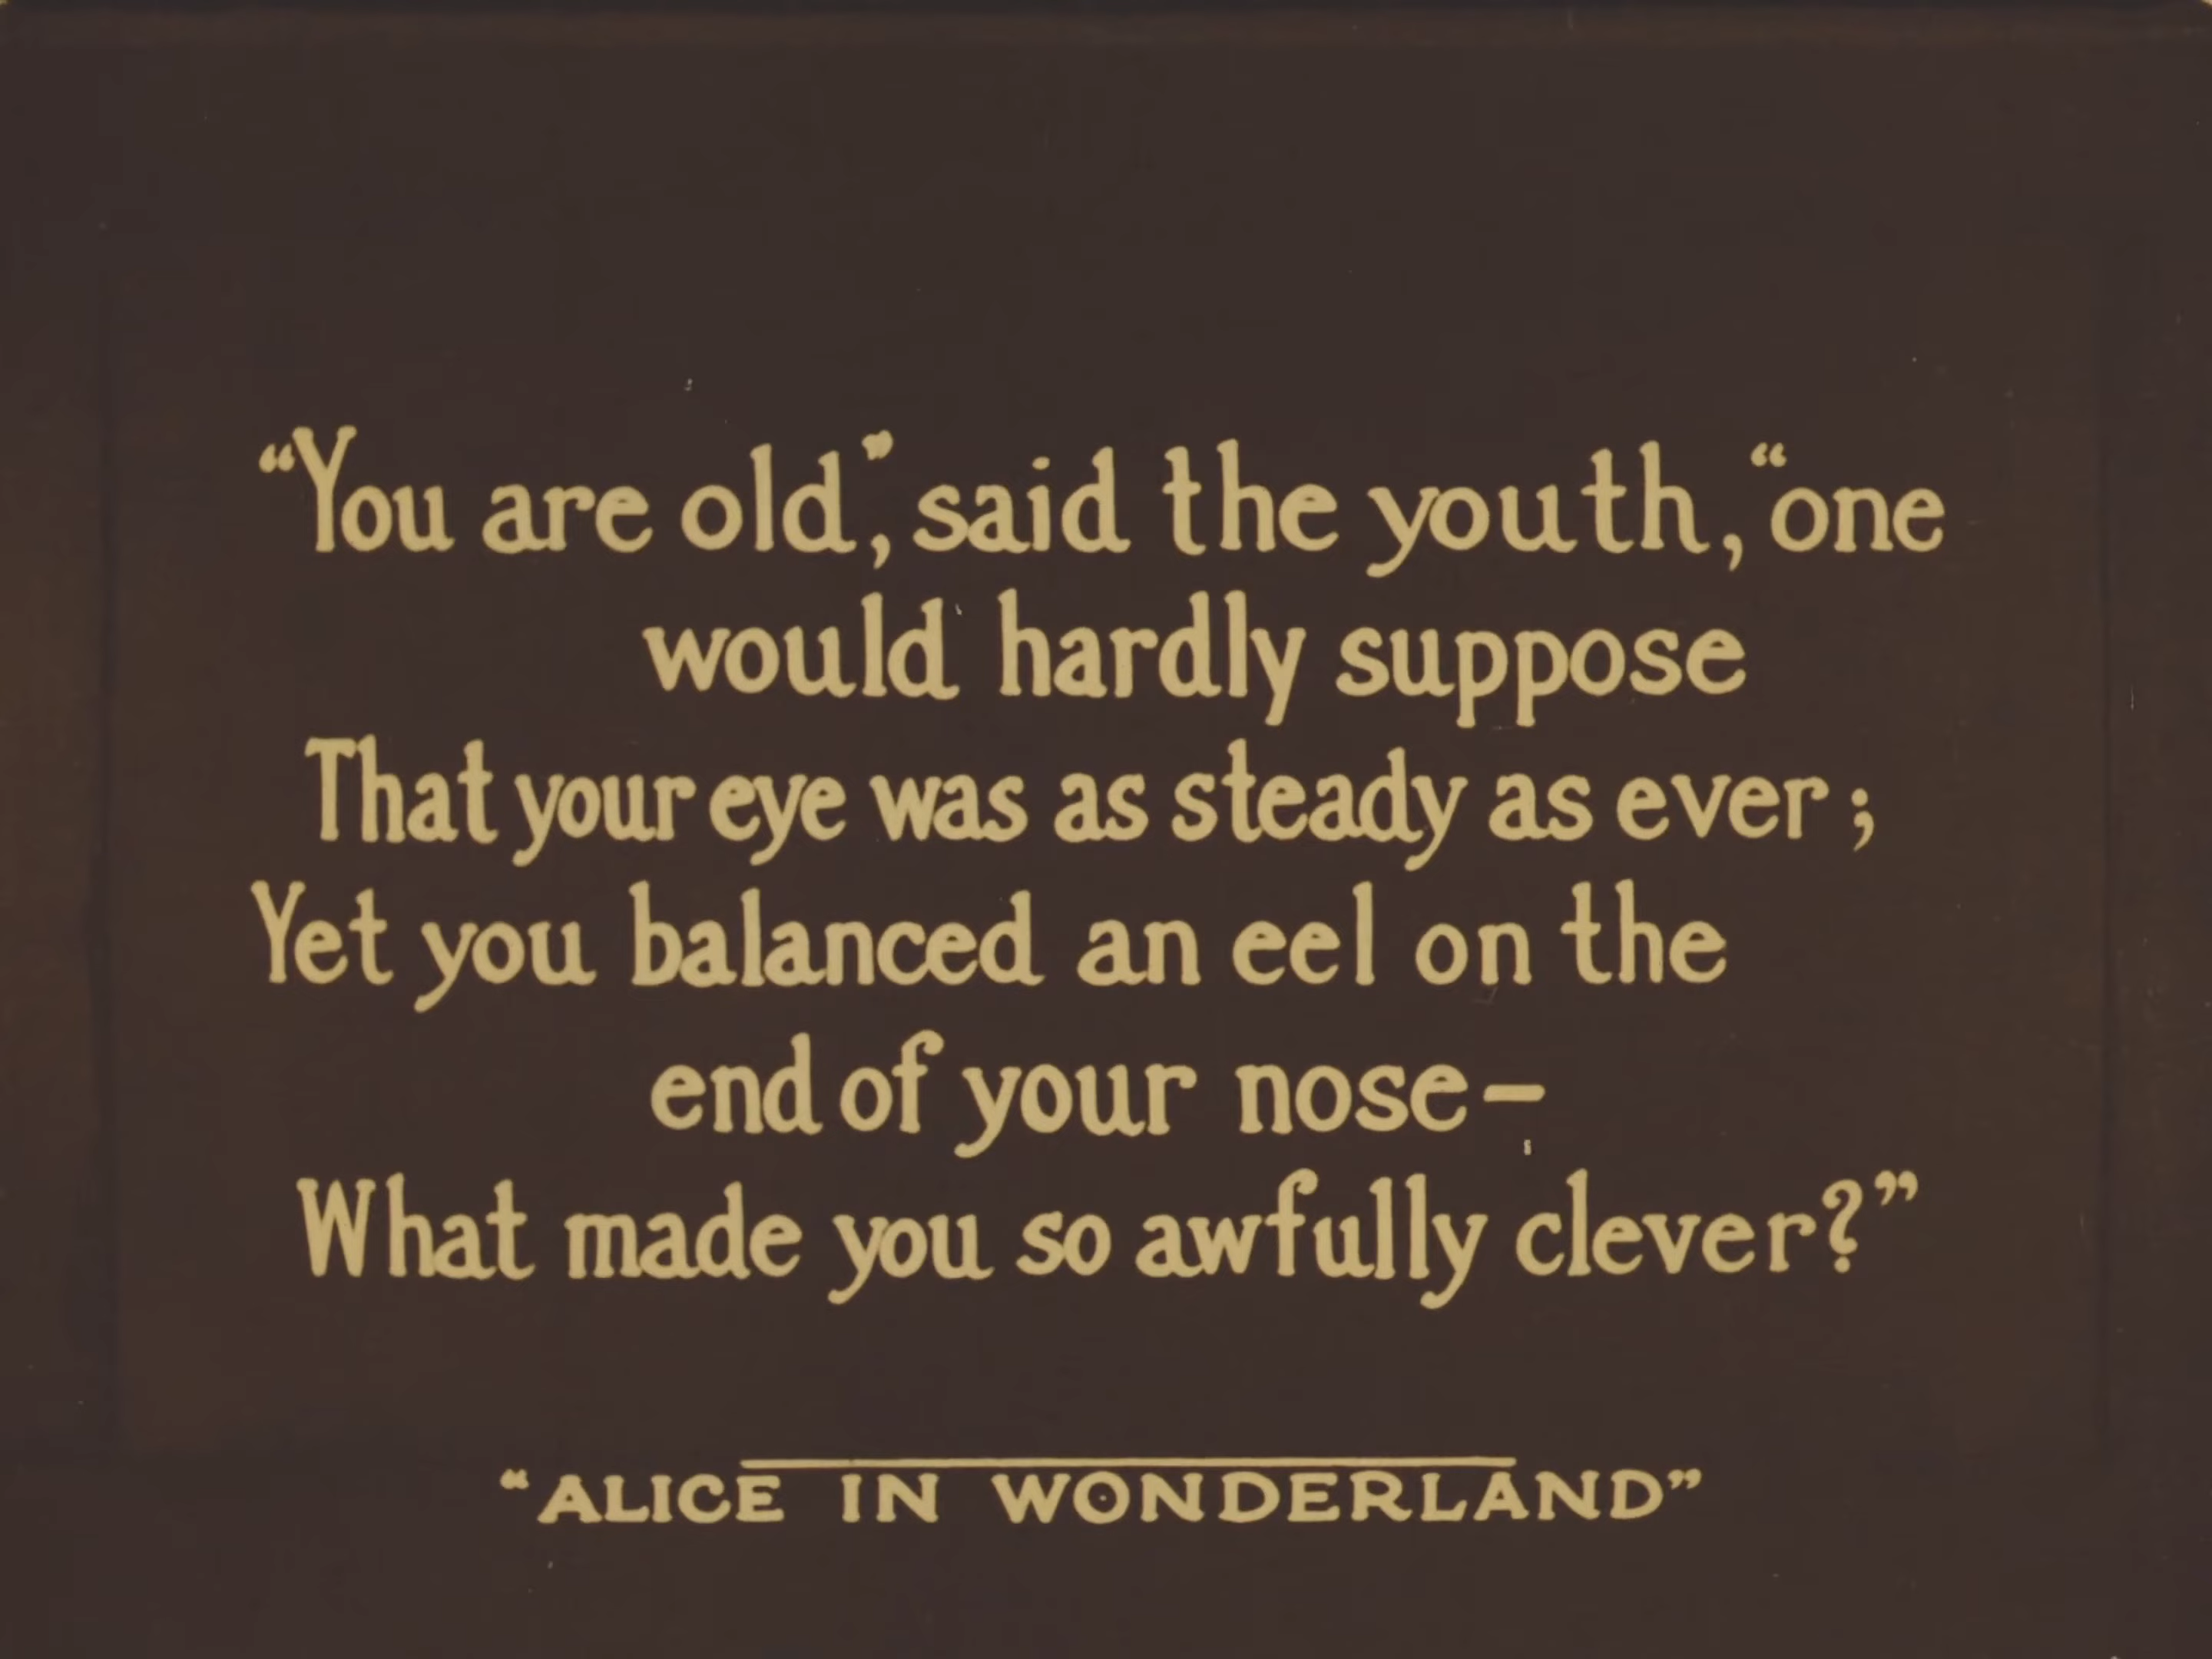 “You are old”, said the youth, “one
would hardly suppose
That your eye was as steady as ever;
Yet you balanced an eel on the
end of your nose—
What made you so awfully clever?”
“ALICE IN WONDERLAND”